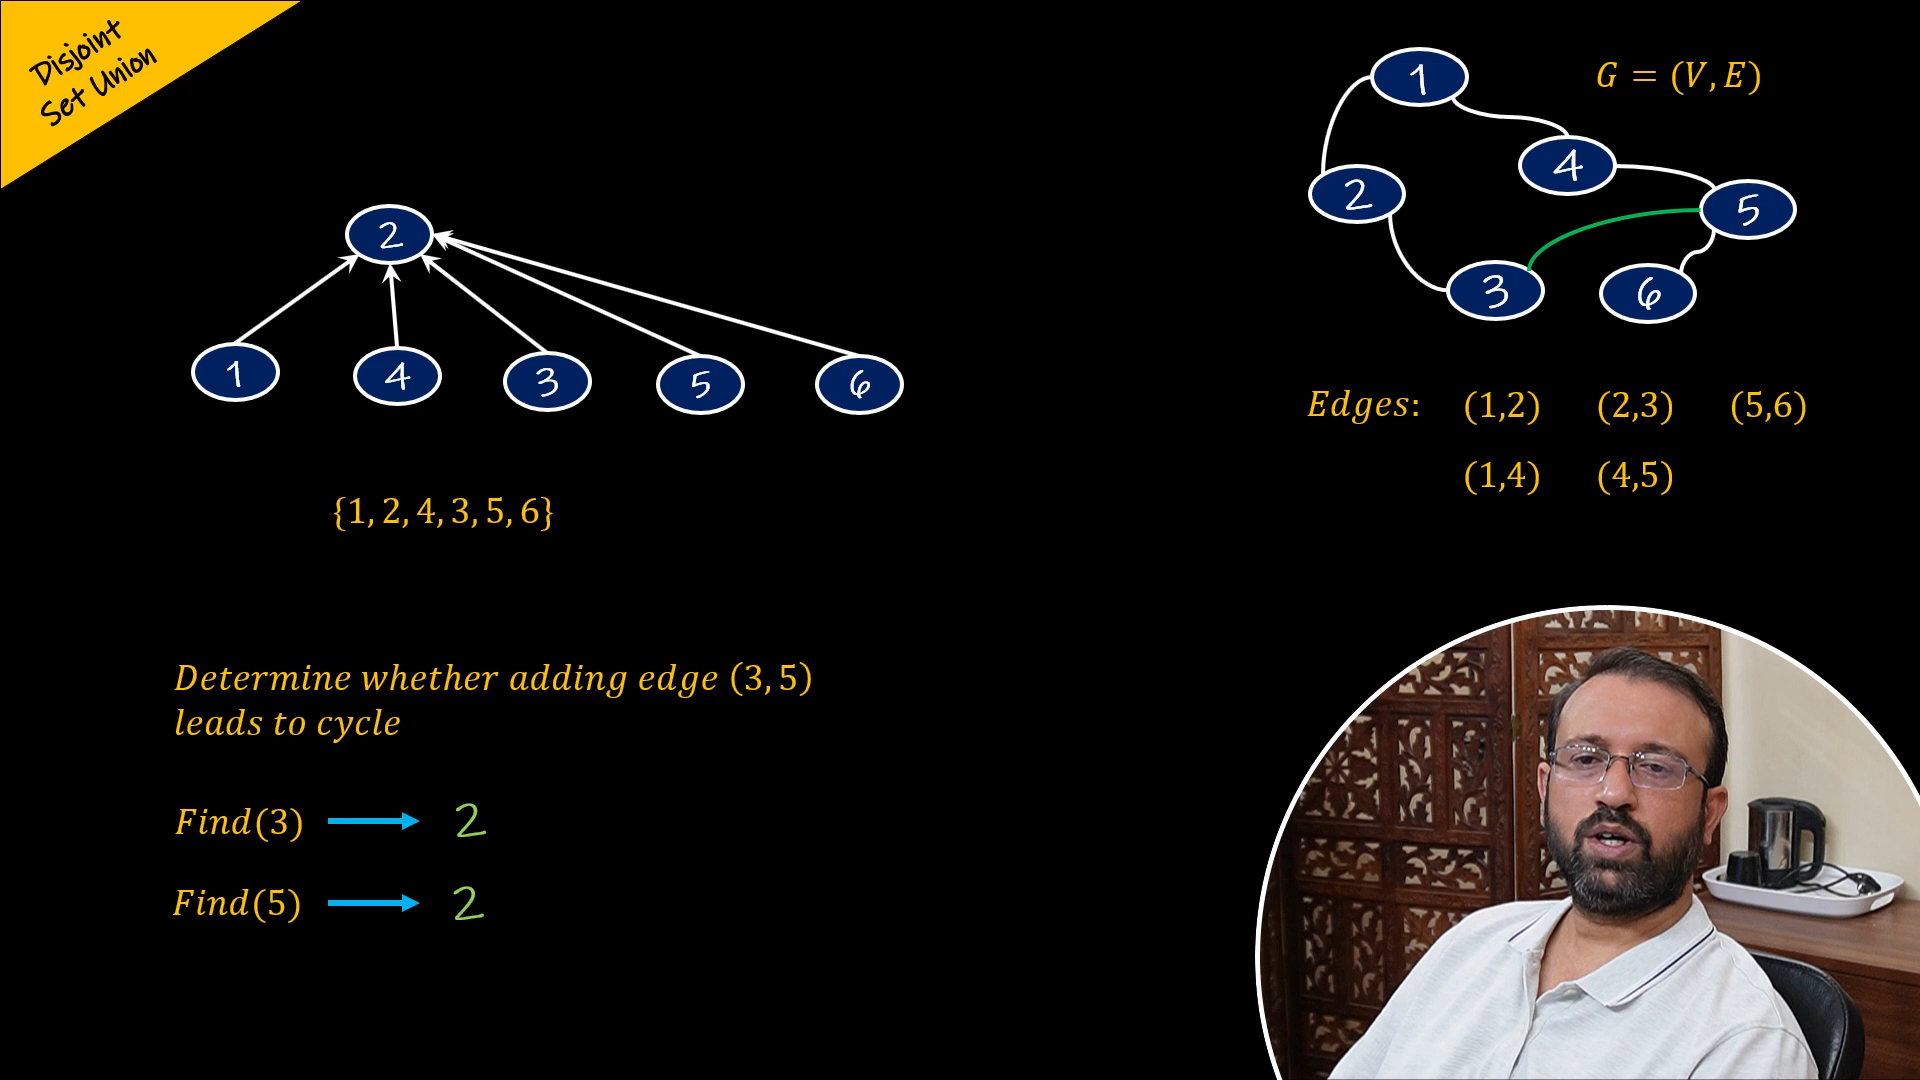 Disjoint
Set Union
1
G = (V, E)
4
2
5
3
6
2
1
4
3
5
6
Edges: (1,2) (2,3) (5,6)
(1,4) (4,5)
{1, 2, 4, 3, 5, 6}
Determine whether adding edge (3, 5)
leads to cycle
Find(3) 2
Find(5) 2